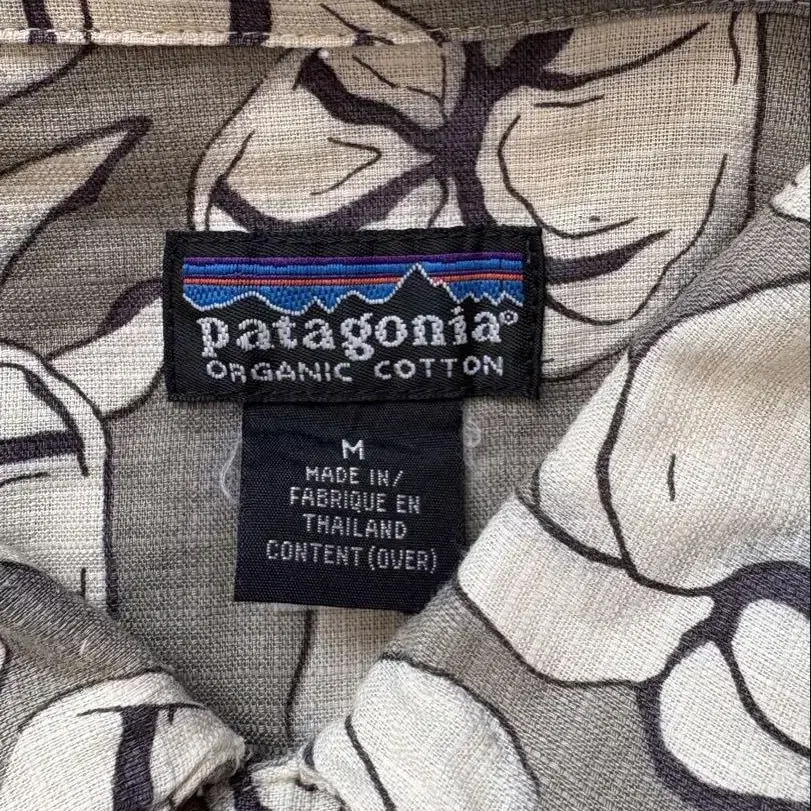 patagonia®
ORGANIC COTTON
M
MADE IN/
FABRIQUE EN
THAILAND
CONTENT (OVER)